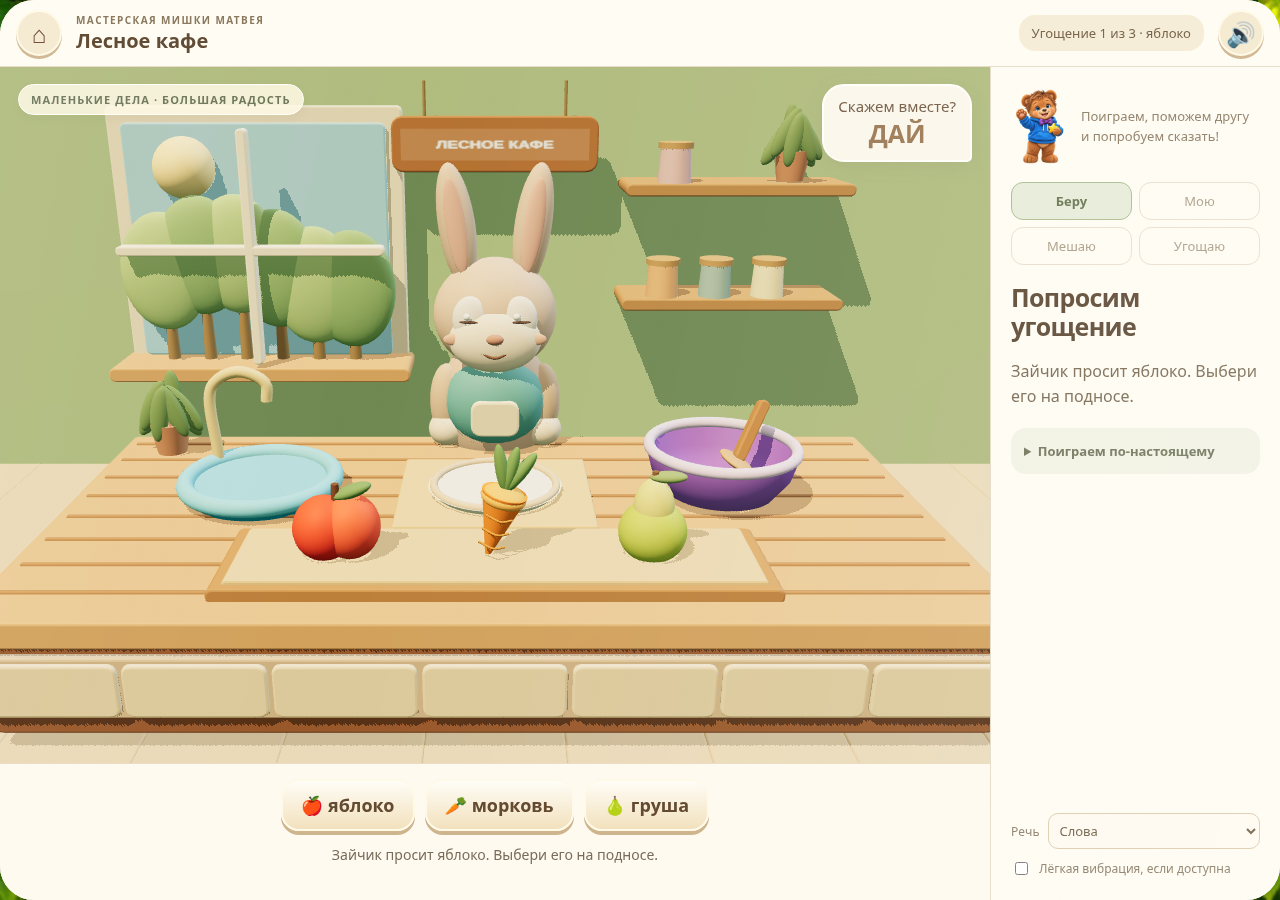 МАСТЕРСКАЯ МИШКИ МАТВЕЯ
Лесное кафе
Угощение 1 из 3 · яблоко
МАЛЕНЬКИЕ ДЕЛА · БОЛЬШАЯ РАДОСТЬ
ЛЕСНОЕ КАФЕ
Скажем вместе?
ДАЙ
Поиграем, поможем другу
и попробуем сказать!
Беру
Мою
Мешаю
Угощаю
Попросим
угощение
Зайчик просит яблоко. Выбери
его на подносе.
Поиграем по-настоящему
яблоко
морковь
груша
Зайчик просит яблоко. Выбери его на подносе.
Речь
Слова
Лёгкая вибрация, если доступна